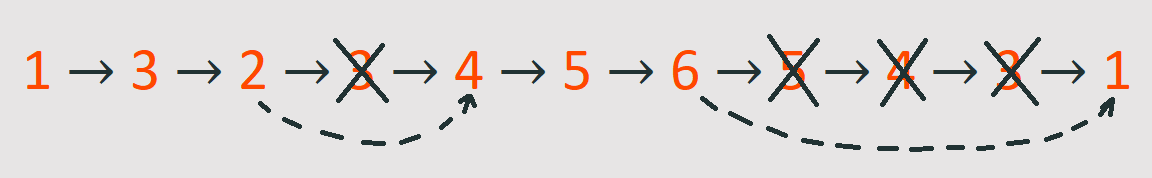 1 → 3 → 2 → 3 → 4 → 5 → 6 → 5 → 4 → 3 → 1